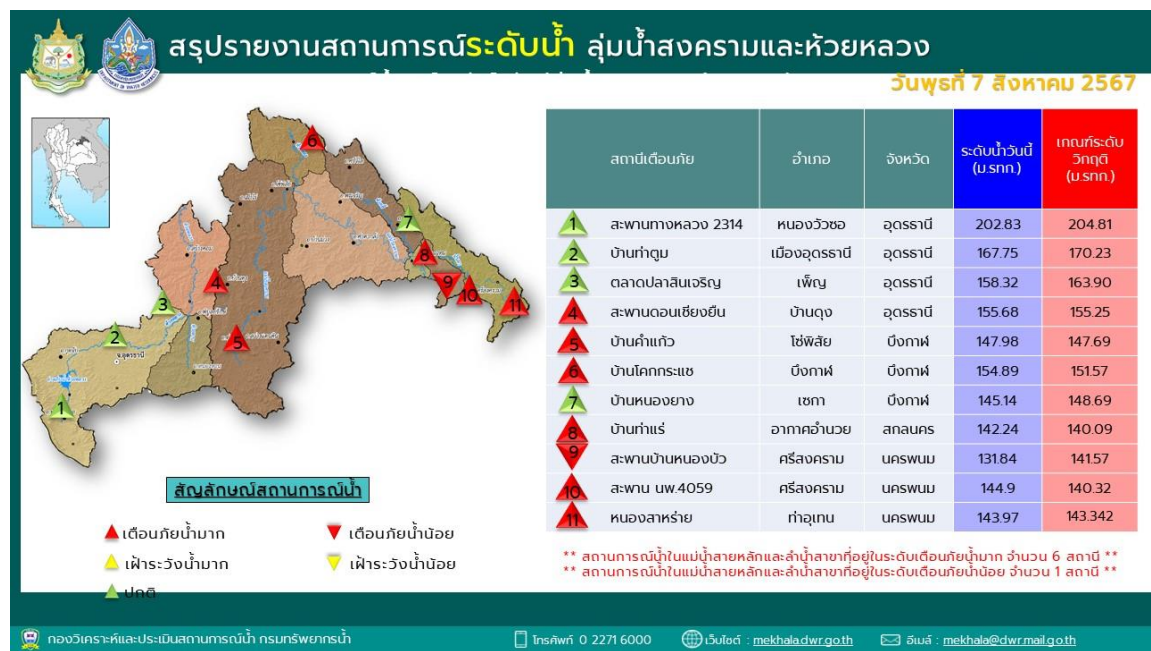 สรุปรายงานสถานการณ์ระดับน้ำ ลุ่มน้ำสงครามและห้วยหลวง
วันพุธที่ 7 สิงหาคม 2567
สถานีเตือนภัย อำเภอ จังหวัด ระดับน้ำวันนี้ (ม.รทก.) เกณฑ์ระดับวิกฤติ (ม.รทก.)
1 สะพานทางหลวง 2314 หนองวัวซอ อุดรธานี 202.83 204.81
2 บ้านท่าตูม เมืองอุดรธานี อุดรธานี 167.75 170.23
3 ตลาดปลาสินเจริญ เพ็ญ อุดรธานี 158.32 163.90
4 สะพานดอนเชียงยืน บ้านดุง อุดรธานี 155.68 155.25
5 บ้านคำแก้ว โซ่พิสัย บึงกาฬ 147.98 147.69
6 บ้านโคกกระแซ บึงกาฬ บึงกาฬ 154.89 151.57
7 บ้านหนองยาง เซกา บึงกาฬ 145.14 148.69
8 บ้านท่าแร่ อากาศอำนวย สกลนคร 142.24 140.09
9 สะพานบ้านหนองบัว ศรีสงคราม นครพนม 131.84 141.57
10 สะพาน นพ.4059 ศรีสงคราม นครพนม 144.9 140.32
11 หนองสาหร่าย ท่าอุเทน นครพนม 143.97 143.342
6
7
8
9
10
11
4
3
5
2
จ.อุดรธานี
1
สัญลักษณ์สถานการณ์น้ำ
เตือนภัยน้ำมาก เตือนภัยน้ำน้อย
เฝ้าระวังน้ำมาก เฝ้าระวังน้ำน้อย
ปกติ
** สถานการณ์น้ำในแม่น้ำสายหลักและลำน้ำสาขาที่อยู่ในระดับเตือนภัยน้ำมาก จำนวน 6 สถานี **
** สถานการณ์น้ำในแม่น้ำสายหลักและลำน้ำสาขาที่อยู่ในระดับเตือนภัยน้ำน้อย จำนวน 1 สถานี **
กองวิเคราะห์และประเมินสถานการณ์น้ำ กรมทรัพยากรน้ำ โทรศัพท์ 0 2271 6000 เว็บไซต์ : mekhala.dwr.go.th อีเมล์ : mekhala@dwr.mail.go.th